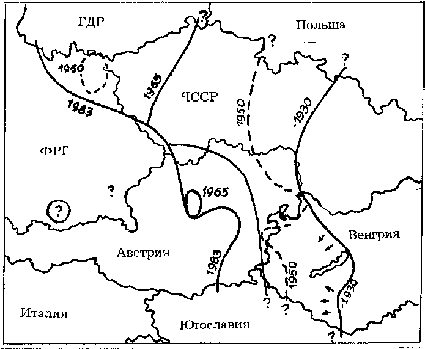 ГДР
Польша
?
?
?
1960
1965
ЧССР
1983
1950
1930
ФРГ
?
?
1965
Венгрия
Австрия
1983
1950
1930
Италия
Югославия
?
?
?